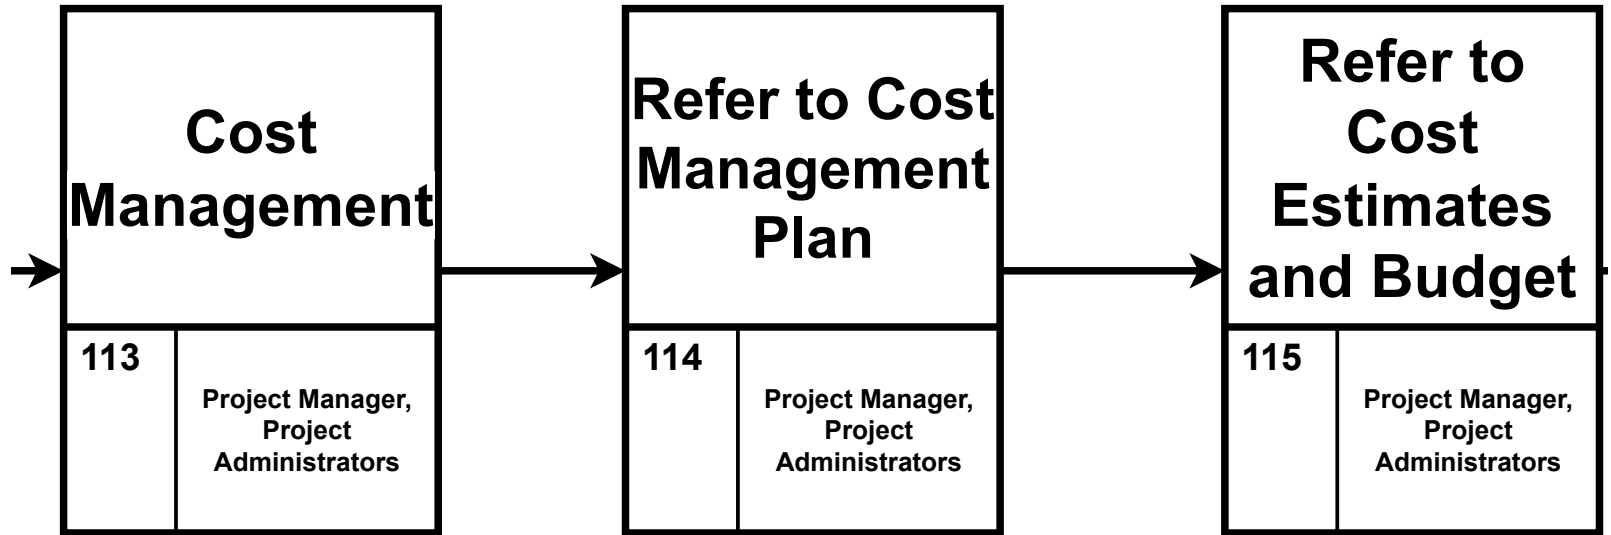 Cost
Management
113
Project Manager,
Project
Administrators
Refer to Cost
Management
Plan
114
Project Manager,
Project
Administrators
Refer to
Cost
Estimates
and Budget
115
Project Manager,
Project
Administrators